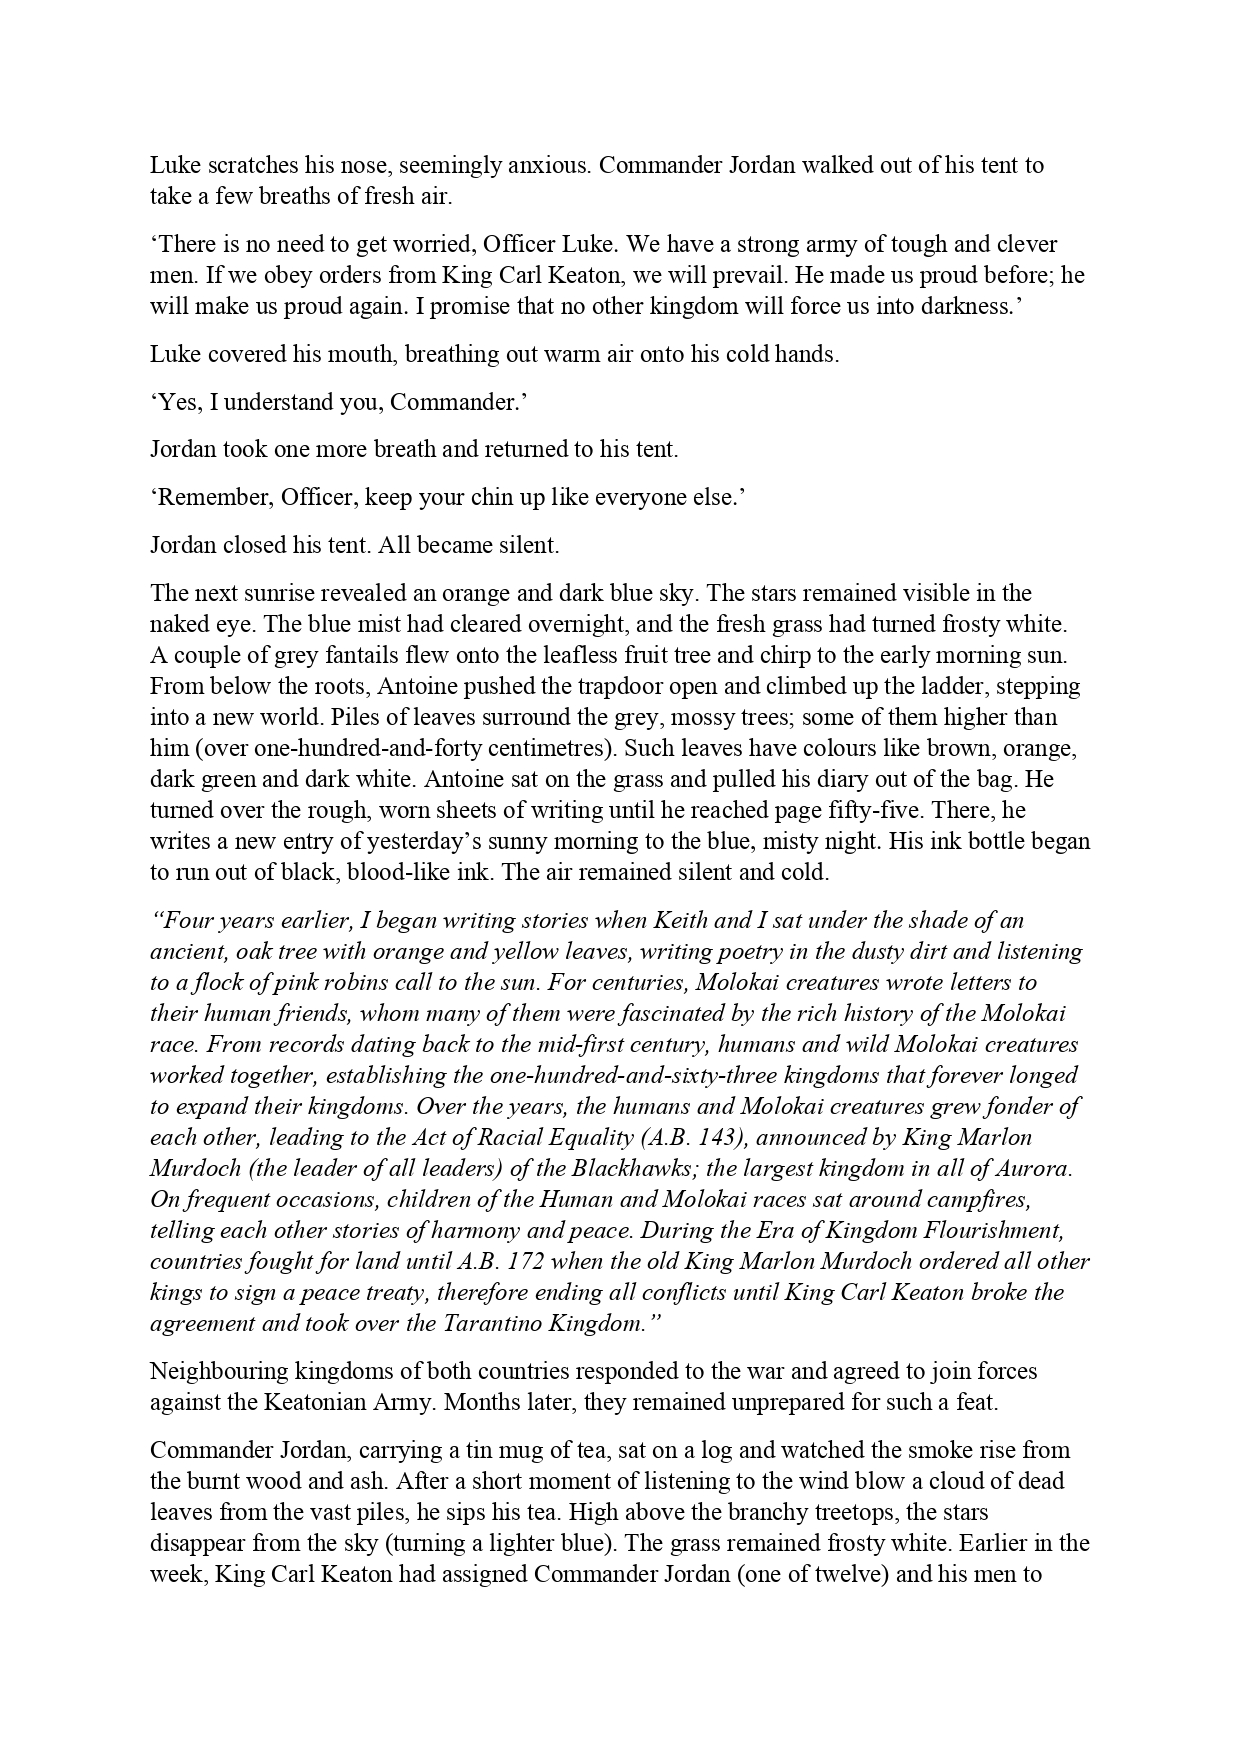 Luke scratches his nose, seemingly anxious. Commander Jordan walked out of his tent to
take a few breaths of fresh air.
‘There is no need to get worried, Officer Luke. We have a strong army of tough and clever
men. If we obey orders from King Carl Keaton, we will prevail. He made us proud before; he
will make us proud again. I promise that no other kingdom will force us into darkness.’
Luke covered his mouth, breathing out warm air onto his cold hands.
‘Yes, I understand you, Commander.’
Jordan took one more breath and returned to his tent.
‘Remember, Officer, keep your chin up like everyone else.’
Jordan closed his tent. All became silent.
The next sunrise revealed an orange and dark blue sky. The stars remained visible in the
naked eye. The blue mist had cleared overnight, and the fresh grass had turned frosty white.
A couple of grey fantails flew onto the leafless fruit tree and chirp to the early morning sun.
From below the roots, Antoine pushed the trapdoor open and climbed up the ladder, stepping
into a new world. Piles of leaves surround the grey, mossy trees; some of them higher than
him (over one-hundred-and-forty centimetres). Such leaves have colours like brown, orange,
dark green and dark white. Antoine sat on the grass and pulled his diary out of the bag. He
turned over the rough, worn sheets of writing until he reached page fifty-five. There, he
writes a new entry of yesterday’s sunny morning to the blue, misty night. His ink bottle began
to run out of black, blood-like ink. The air remained silent and cold.
“Four years earlier, I began writing stories when Keith and I sat under the shade of an
ancient, oak tree with orange and yellow leaves, writing poetry in the dusty dirt and listening
to a flock of pink robins call to the sun. For centuries, Molokai creatures wrote letters to
their human friends, whom many of them were fascinated by the rich history of the Molokai
race. From records dating back to the mid-first century, humans and wild Molokai creatures
worked together, establishing the one-hundred-and-sixty-three kingdoms that forever longed
to expand their kingdoms. Over the years, the humans and Molokai creatures grew fonder of
each other, leading to the Act of Racial Equality (A.B. 143), announced by King Marlon
Murdoch (the leader of all leaders) of the Blackhawks; the largest kingdom in all of Aurora.
On frequent occasions, children of the Human and Molokai races sat around campfires,
telling each other stories of harmony and peace. During the Era of Kingdom Flourishment,
countries fought for land until A.B. 172 when the old King Marlon Murdoch ordered all other
kings to sign a peace treaty, therefore ending all conflicts until King Carl Keaton broke the
agreement and took over the Tarantino Kingdom.”
Neighbouring kingdoms of both countries responded to the war and agreed to join forces
against the Keatonian Army. Months later, they remained unprepared for such a feat.
Commander Jordan, carrying a tin mug of tea, sat on a log and watched the smoke rise from
the burnt wood and ash. After a short moment of listening to the wind blow a cloud of dead
leaves from the vast piles, he sips his tea. High above the branchy treetops, the stars
disappear from the sky (turning a lighter blue). The grass remained frosty white. Earlier in the
week, King Carl Keaton had assigned Commander Jordan (one of twelve) and his men to